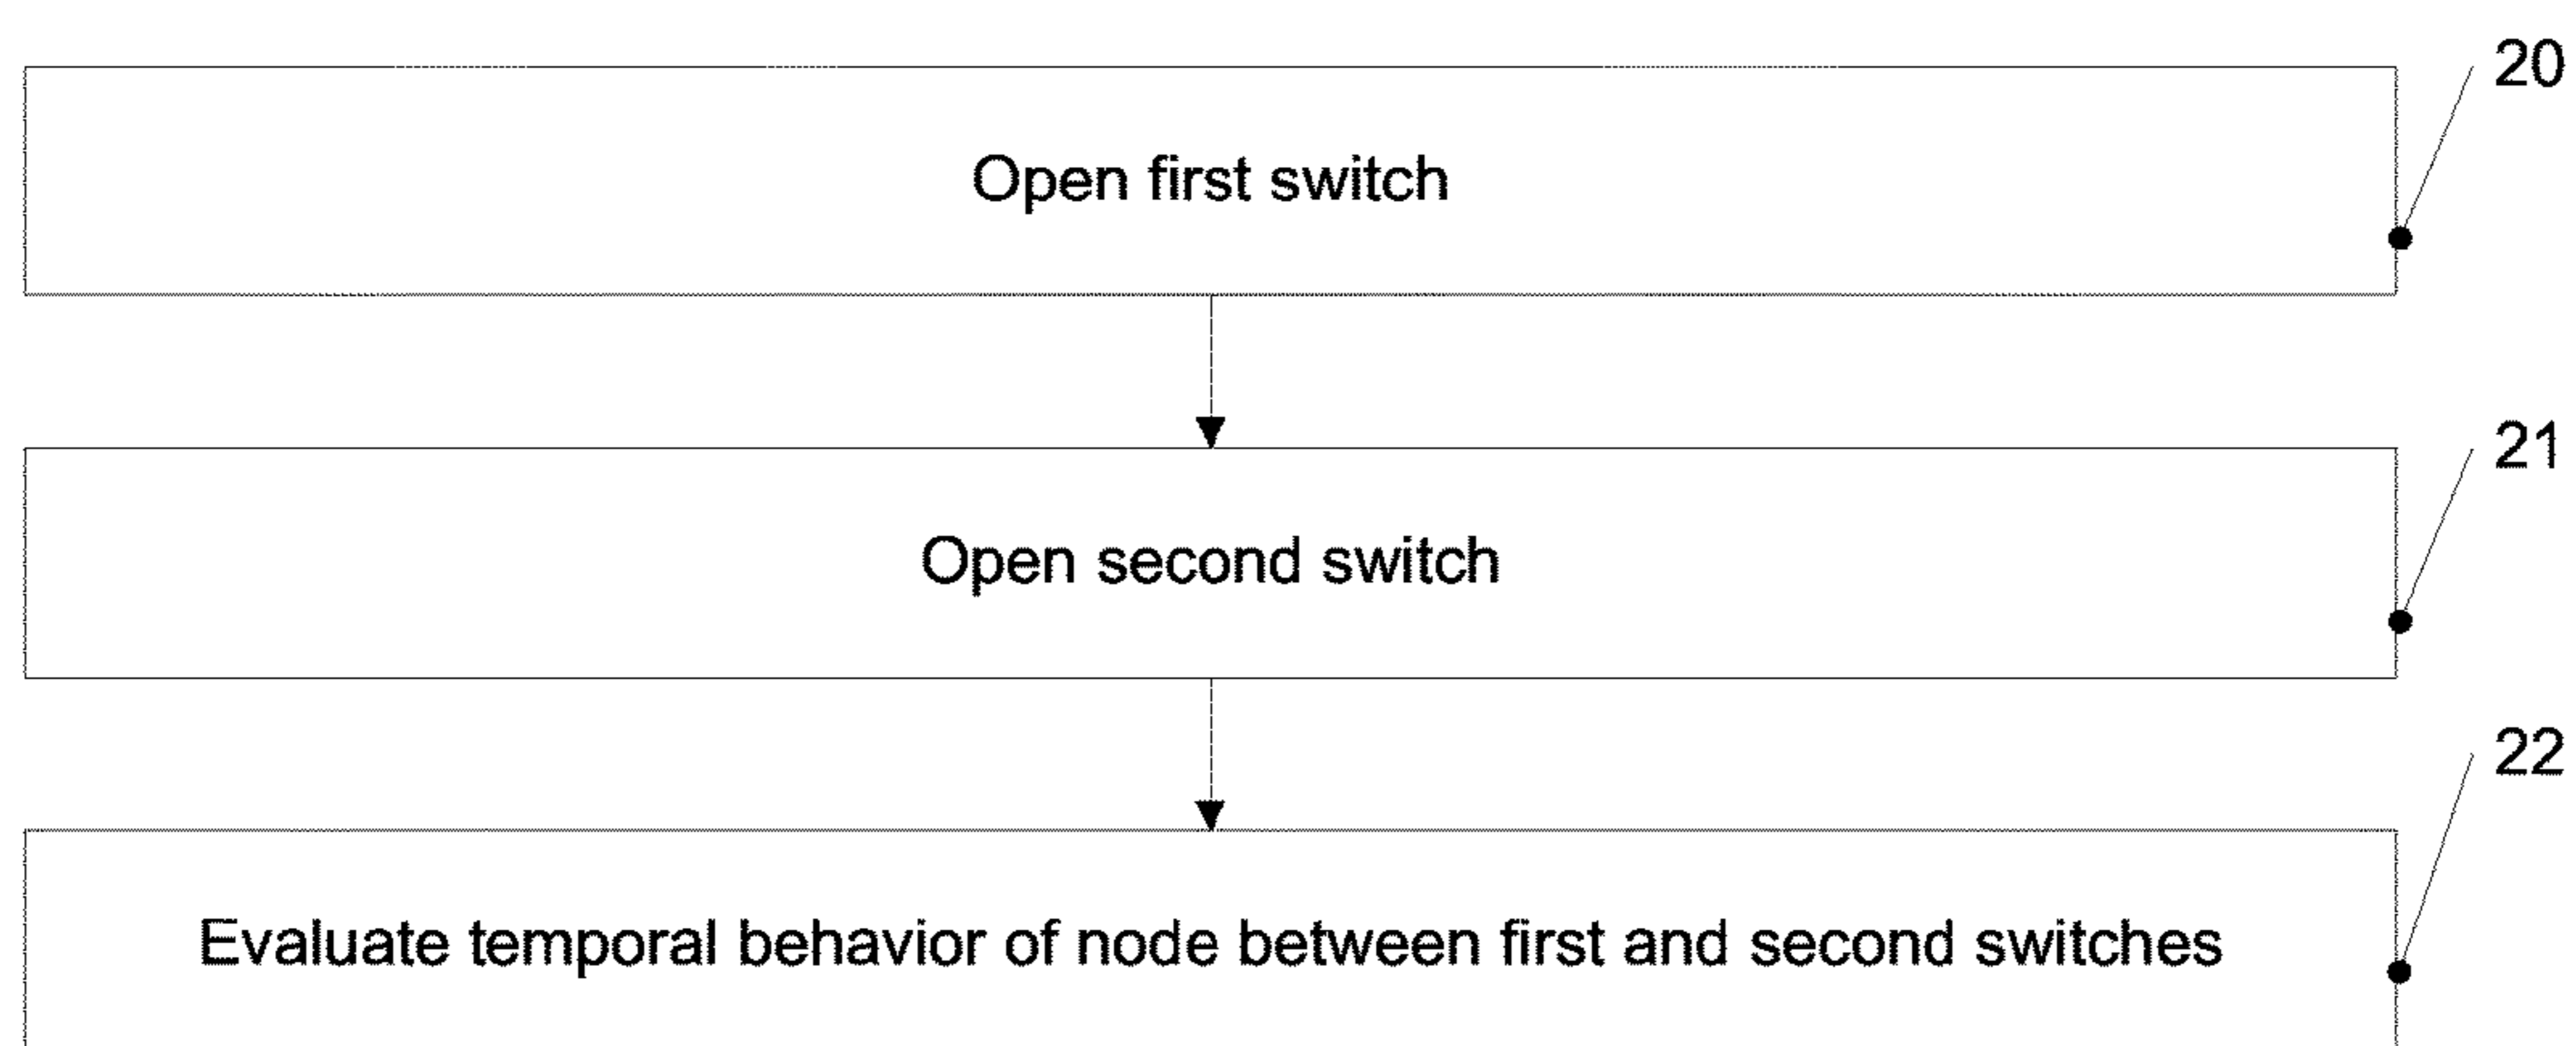 20
Open first switch
21
Open second switch
22
Evaluate temporal behavior of node between first and second switches